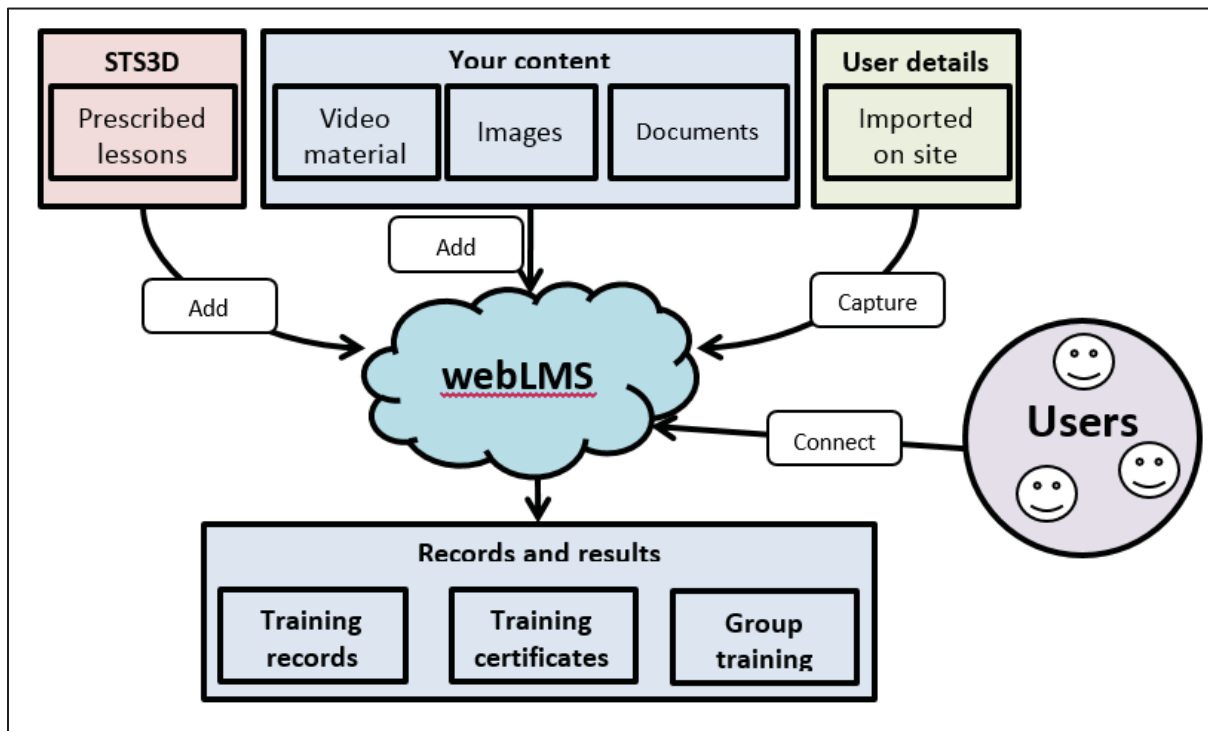 STS3D
Prescribed
lessons
Your content
Video
material
Images
Documents
User details
Imported
on site
Add
Add
Capture
webLMS
Connect
Users
Records and results
Training
records
Training
certificates
Group
training